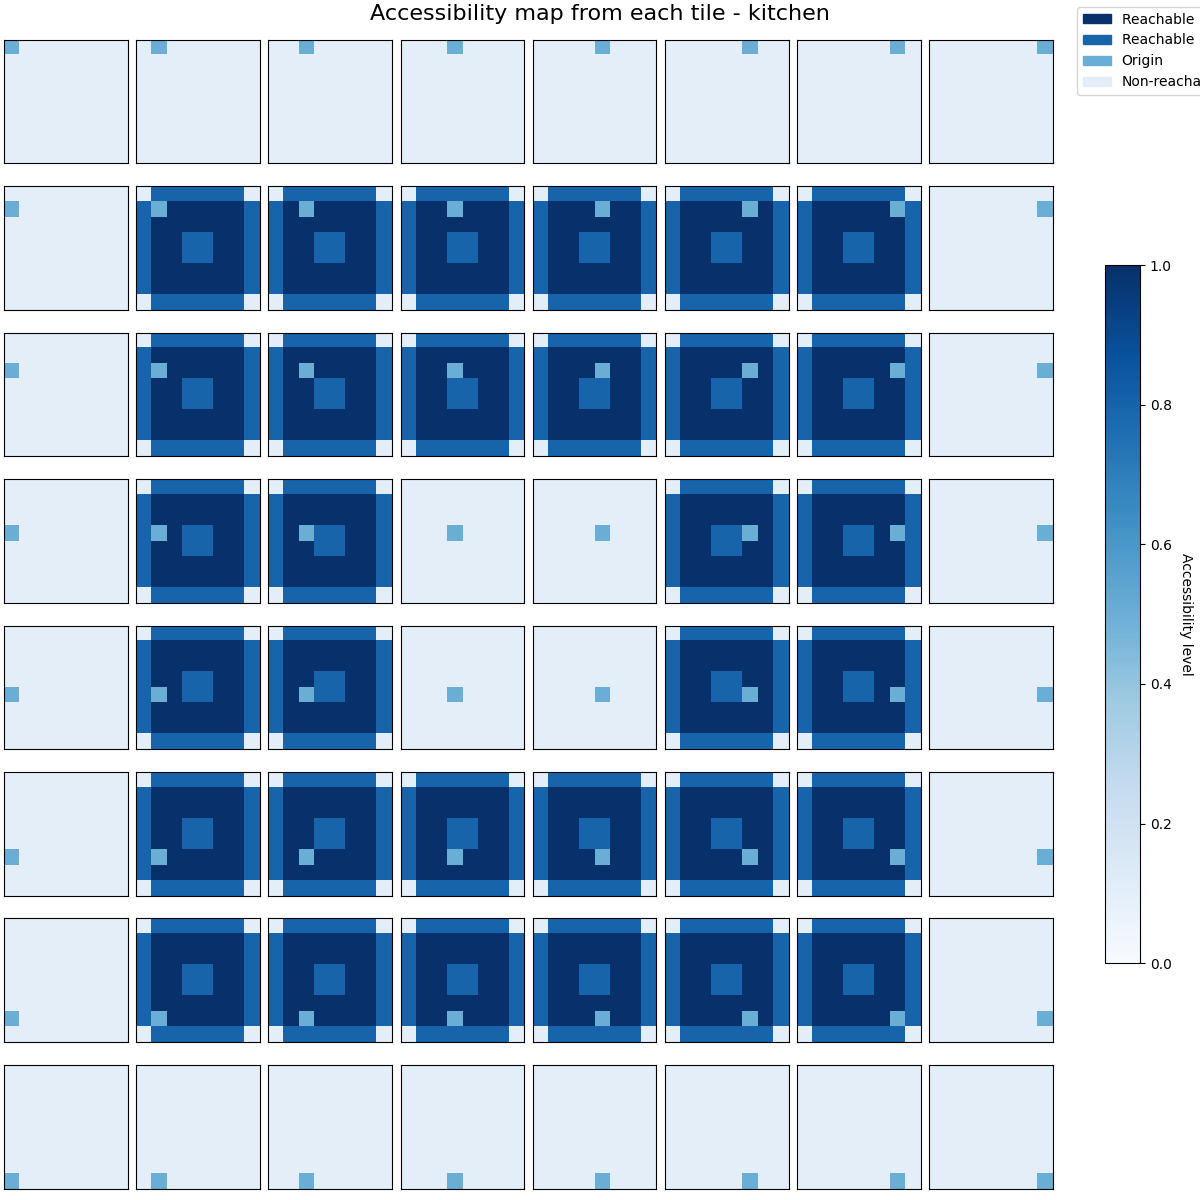 Accessibility map from each tile - kitchen
Reachable
Reachable
Origin
Non-reacha
1.0
0.8
0.6
0.4
0.2
0.0
Accessibility level